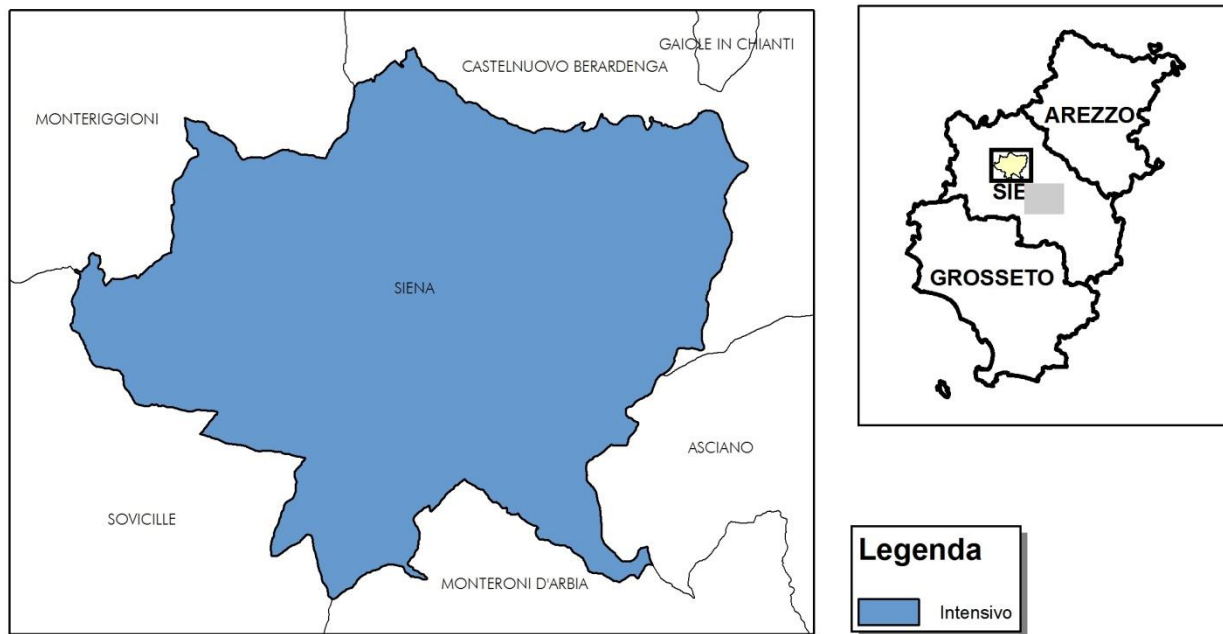 GAIOLE IN CHIANTI
CASTELNUOVO BERARDENGA
MONTERIGGIONI
SIENA
ASCIANO
SOVICILLE
MONTERONI D'ARBIA
AREZZO
SIE
GROSSETO
Legenda
Intensivo